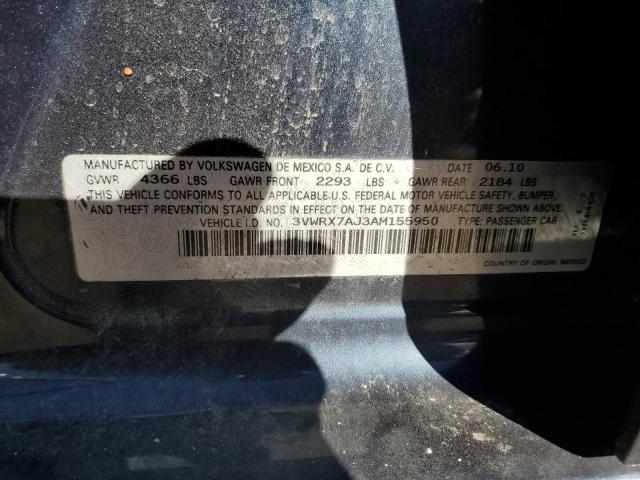 MANUFACTURED BY VOLKSWAGEN DE MEXICO S.A. DE C.V. DATE 06.10
GVWR 4366 LBS GAWR FRONT 2293 LBS GAWR REAR 2184 LBS
THIS VEHICLE CONFORMS TO ALL APPLICABLE U.S. FEDERAL MOTOR VEHICLE SAFETY, BUMPER,
AND THEFT PREVENTION STANDARDS IN EFFECT ON THE DATE OF MANUFACTURE SHOWN ABOVE.
VEHICLE I.D. NO. 3VWRX7AJ3AM155950 TYPE: PASSENGER CAR
COUNTRY OF ORIGIN: MEXICO